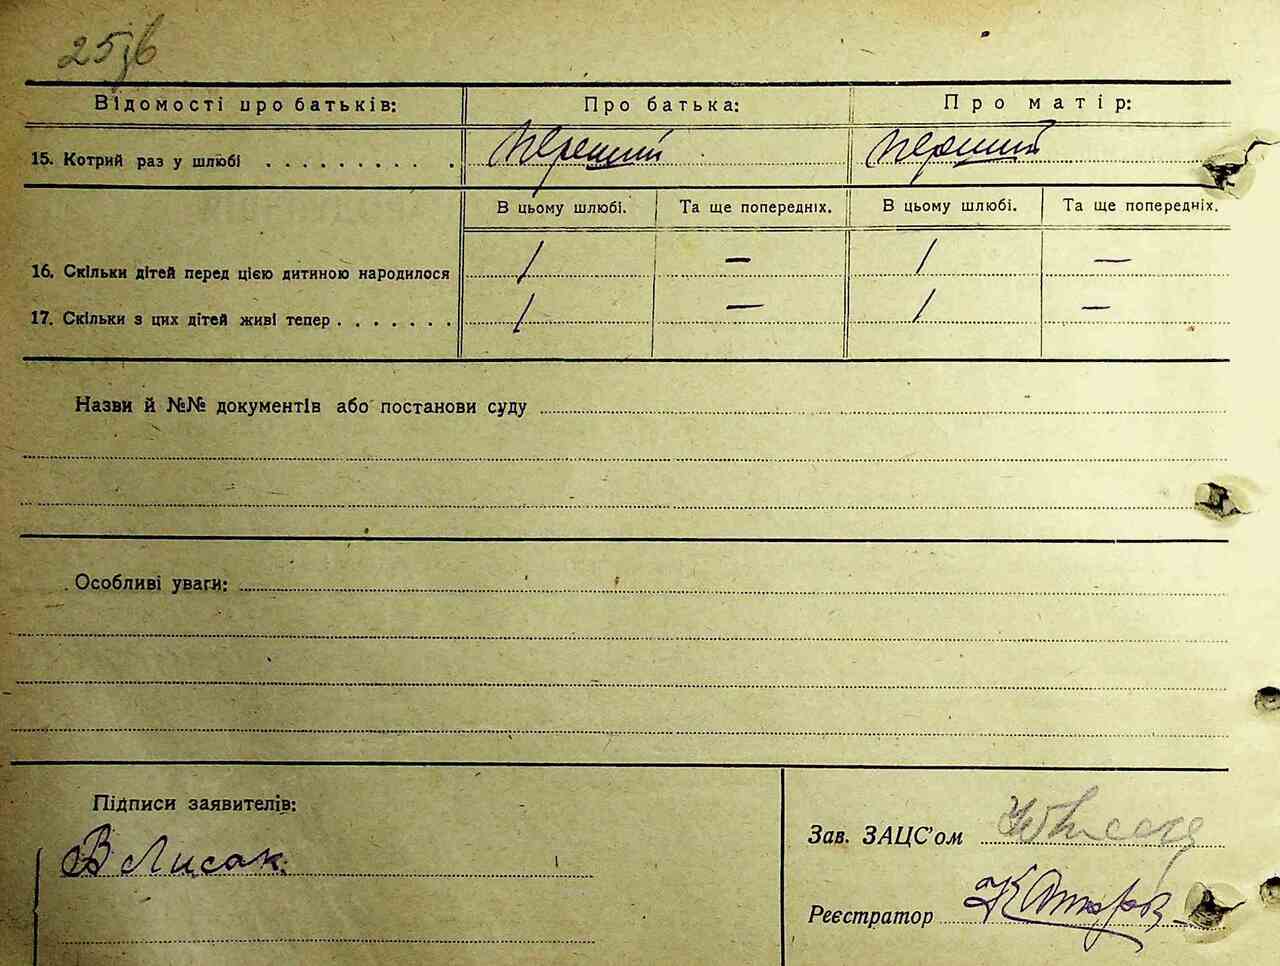 Відомості про батьків: Про батька: Про матір:
15. Котрий раз у шлюбі . . . . . . . . . . перший перший
В цьому шлюбі. Та ще попередніх. В цьому шлюбі. Та ще попередніх.
16. Скільки дітей перед цією дитиною народилося 1 — 1 —
17. Скільки з цих дітей живі тепер . . . . . . . 1 — 1 —
Назви й №№ документів або постанови суду
Особливі уваги:
Підписи заявителів:
В Лисак
Зав. ЗАЦС'ом
Реєстратор